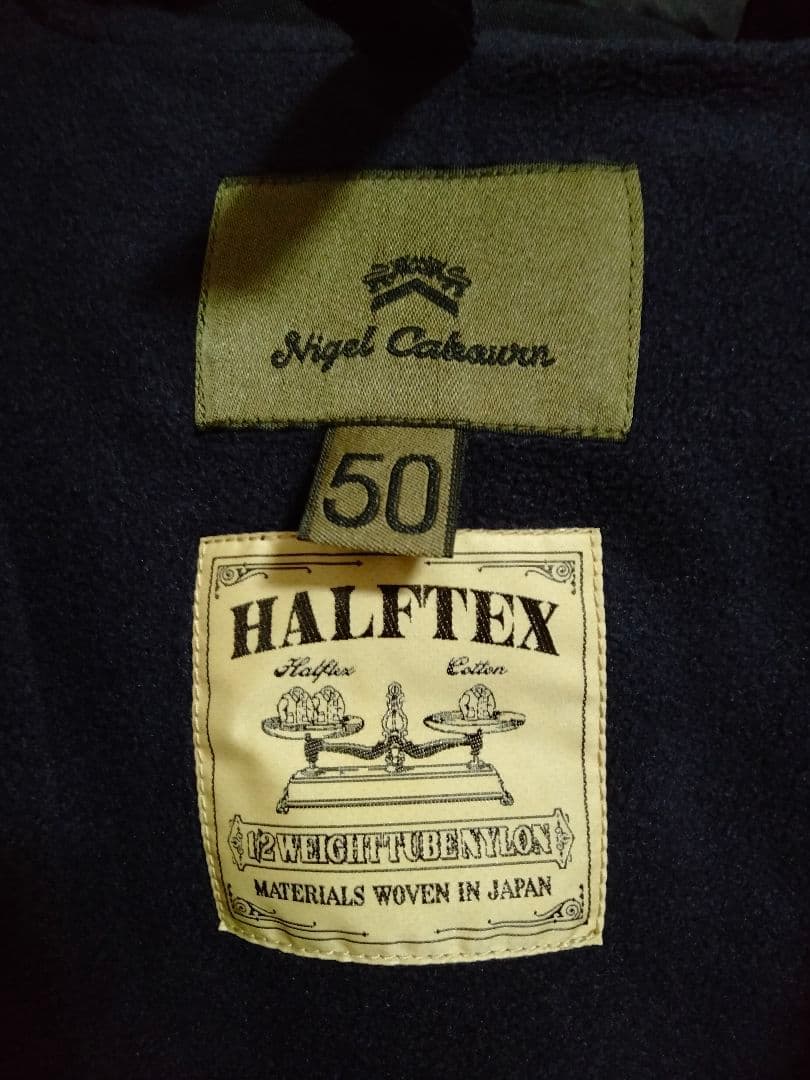 Nigel Cabourn
50
HALFTEX
Halftex Cotton
1/2 WEIGHT TUBE NYLON
MATERIALS WOVEN IN JAPAN